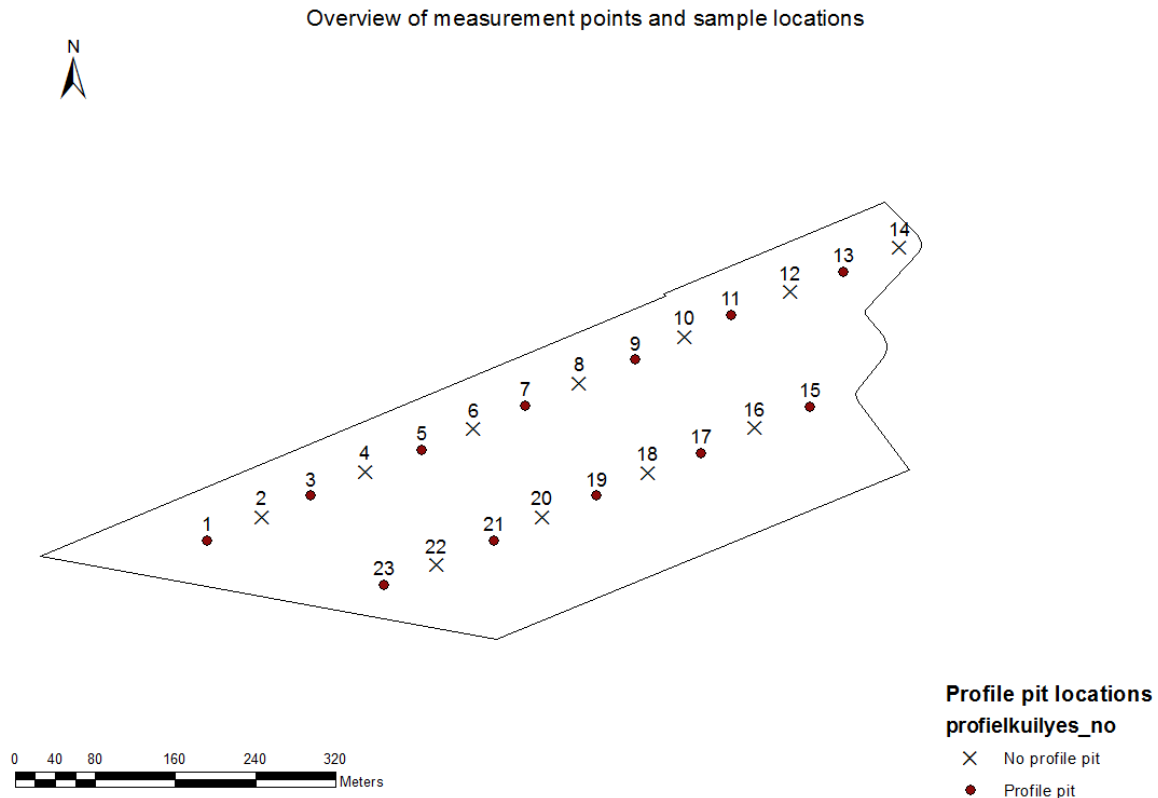 Overview of measurement points and sample locations
N
14
13
12
11
10
9
8
7
6
5
4
3
2
1
15
16
17
18
19
20
21
22
23
Profile pit locations
profielkuilyes_no
No profile pit
Profile pit
0 40 80 160 240 320
Meters